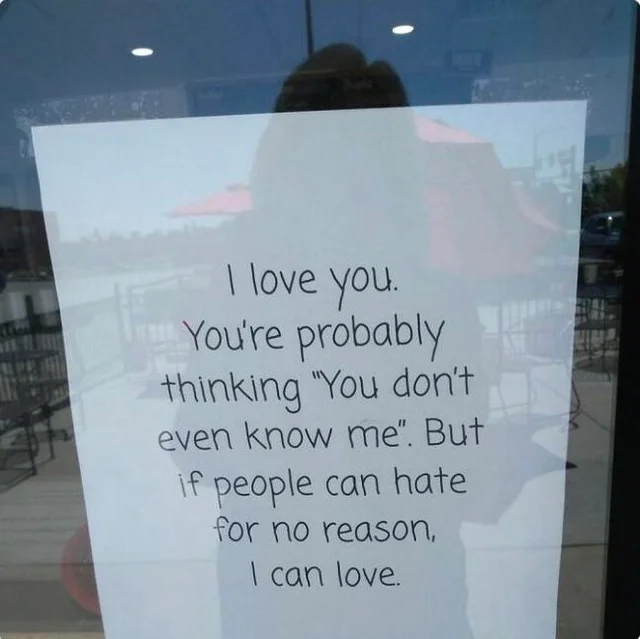 I love you.
You're probably
thinking "You don't
even know me". But
if people can hate
for no reason,
I can love.